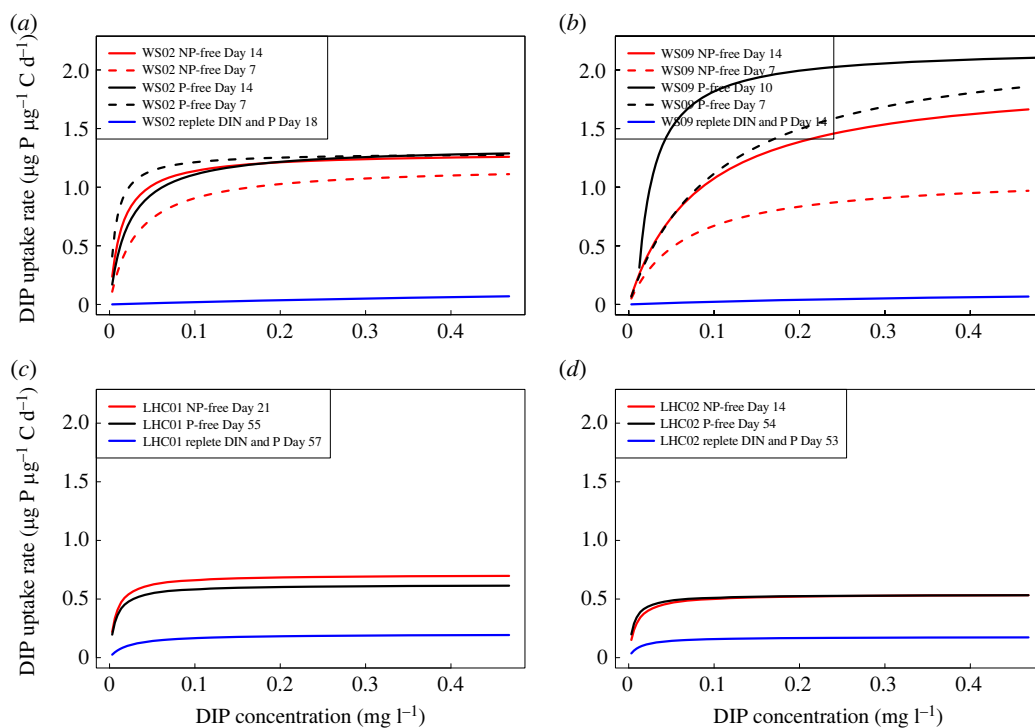 (a)
(b)
DIP uptake rate (µg P µg⁻¹ C d⁻¹)
2.0
1.5
1.0
0.5
0
WS02 NP-free Day 14
WS02 NP-free Day 7
WS02 P-free Day 14
WS02 P-free Day 7
WS02 replete DIN and P Day 18
0 0.1 0.2 0.3 0.4
2.0
1.5
1.0
0.5
0
WS09 NP-free Day 14
WS09 NP-free Day 7
WS09 P-free Day 10
WS09 P-free Day 7
WS09 replete DIN and P Day 14
0 0.1 0.2 0.3 0.4
(c)
(d)
DIP uptake rate (µg P µg⁻¹ C d⁻¹)
2.0
1.5
1.0
0.5
0
LHC01 NP-free Day 21
LHC01 P-free Day 55
LHC01 replete DIN and P Day 57
0 0.1 0.2 0.3 0.4
DIP concentration (mg l⁻¹)
2.0
1.5
1.0
0.5
0
LHC02 NP-free Day 14
LHC02 P-free Day 54
LHC02 replete DIN and P Day 53
0 0.1 0.2 0.3 0.4
DIP concentration (mg l⁻¹)